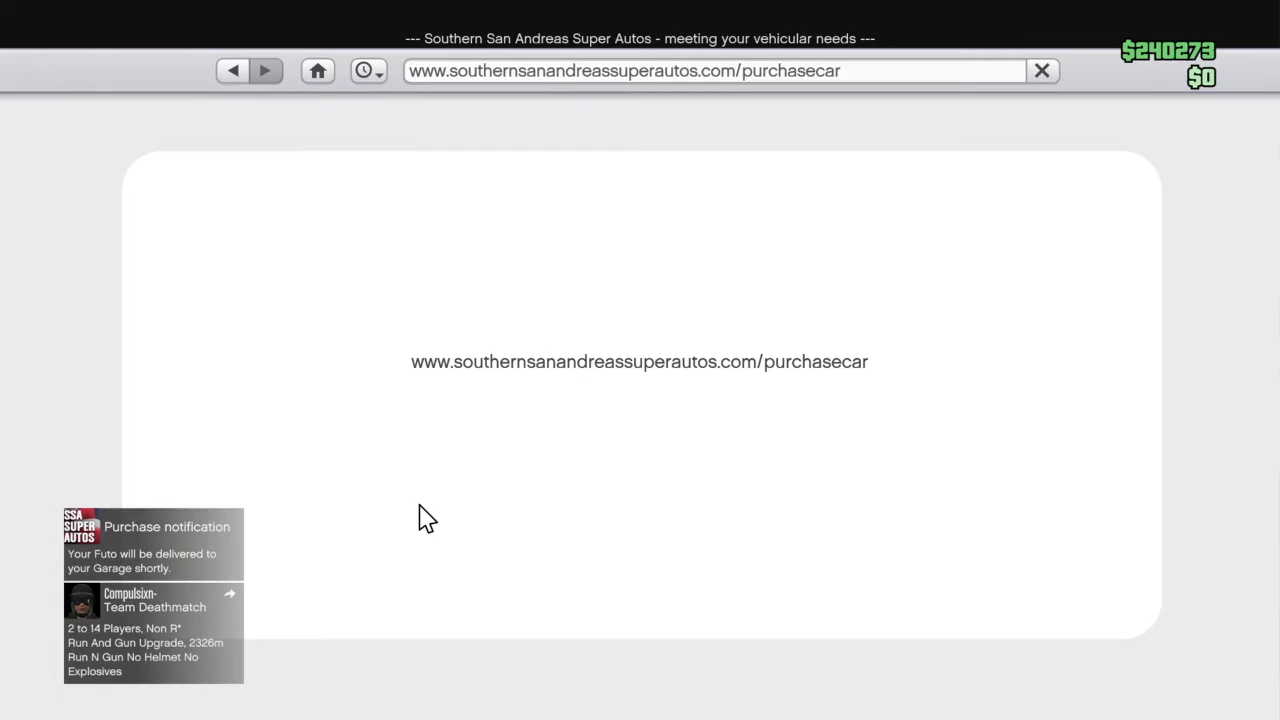 --- Southern San Andreas Super Autos - meeting your vehicular needs ---
www.southernsanandreassuperautos.com/purchasecar
$240273
$0
www.southernsanandreassuperautos.com/purchasecar
SSA
SUPER
AUTOS
Purchase notification
Your Futo will be delivered to
your Garage shortly.
Compulsixn-
Team Deathmatch
2 to 14 Players, Non R*
Run And Gun Upgrade, 2326m
Run N Gun No Helmet No
Explosives